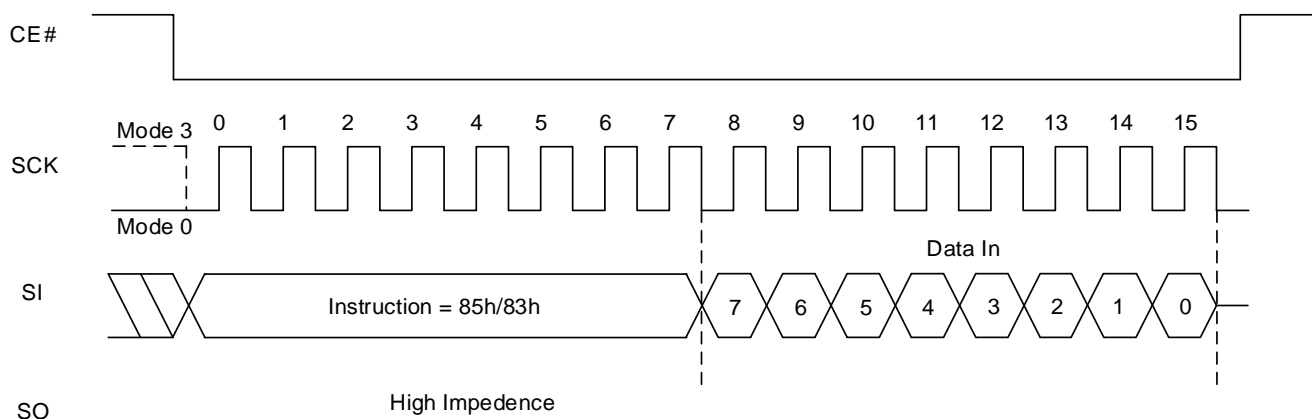 CE#
Mode 3 0 1 2 3 4 5 6 7 8 9 10 11 12 13 14 15
SCK
Mode 0
Data In
SI Instruction = 85h/83h 7 6 5 4 3 2 1 0
High Impedence
SO